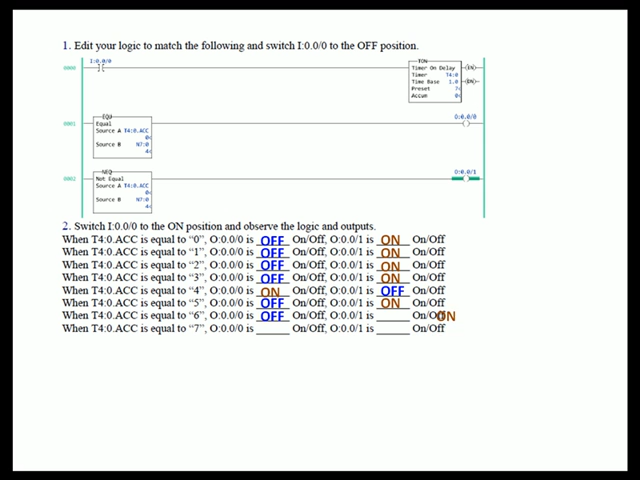 1. Edit your logic to match the following and switch I:0.0/0 to the OFF position.
I:0.0/0
0000
TON
Timer On Delay
EN
Timer T4:0
Time Base 1.0
DN
Preset 7<
Accum 0<
EQU
O:0.0/0
0001
Equal
Source A T4:0.ACC
0<
Source B N7:0
4<
NEQ
O:0.0/1
0002
Not Equal
Source A T4:0.ACC
0<
Source B N7:0
4<
2. Switch I:0.0/0 to the ON position and observe the logic and outputs.
When T4:0.ACC is equal to “0”, O:0.0/0 is OFF On/Off, O:0.0/1 is ON On/Off
When T4:0.ACC is equal to “1”, O:0.0/0 is OFF On/Off, O:0.0/1 is ON On/Off
When T4:0.ACC is equal to “2”, O:0.0/0 is OFF On/Off, O:0.0/1 is ON On/Off
When T4:0.ACC is equal to “3”, O:0.0/0 is OFF On/Off, O:0.0/1 is ON On/Off
When T4:0.ACC is equal to “4”, O:0.0/0 is ON On/Off, O:0.0/1 is OFF On/Off
When T4:0.ACC is equal to “5”, O:0.0/0 is OFF On/Off, O:0.0/1 is ON On/Off
When T4:0.ACC is equal to “6”, O:0.0/0 is OFF On/Off, O:0.0/1 is ______ On/Off ON
When T4:0.ACC is equal to “7”, O:0.0/0 is ______ On/Off, O:0.0/1 is ______ On/Off